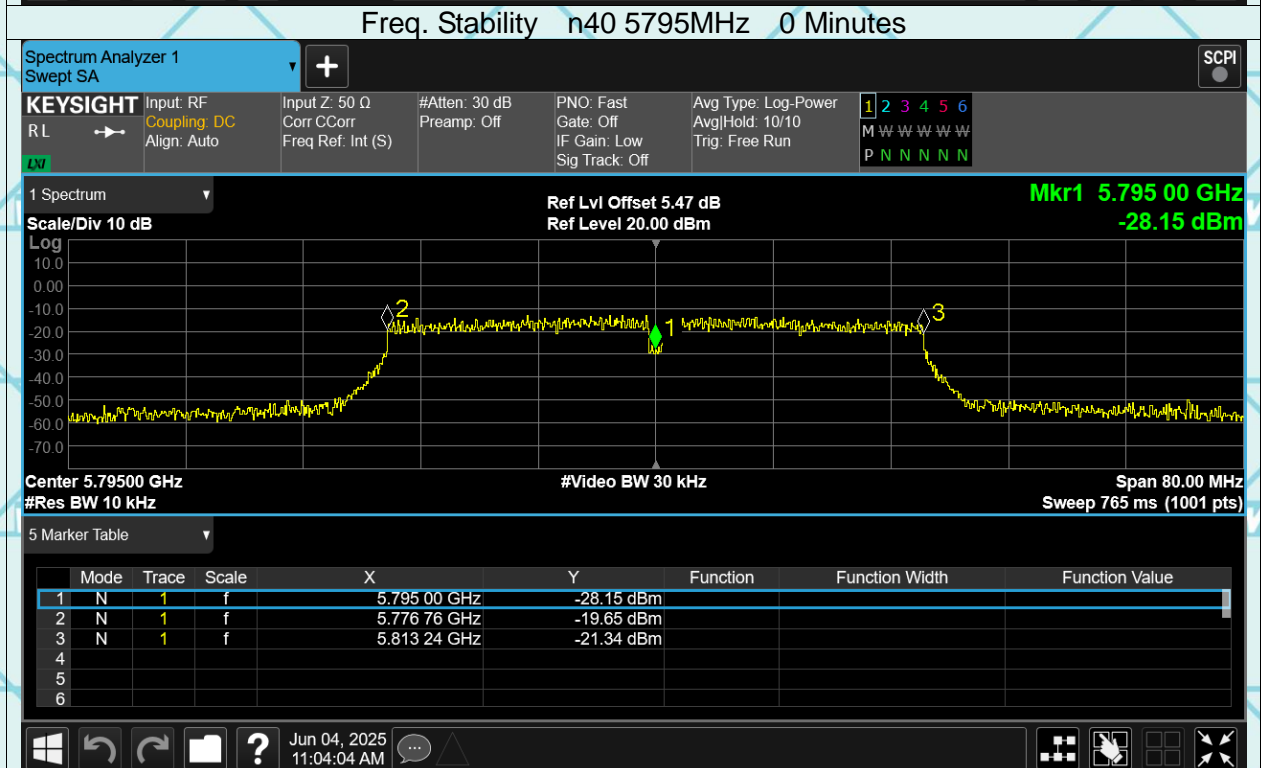 Freq. Stability n40 5795MHz 0 Minutes
Spectrum Analyzer 1
Swept SA
+
SCPI
KEYSIGHT Input: RF Input Z: 50 Ω #Atten: 30 dB PNO: Fast Avg Type: Log-Power 1 2 3 4 5 6
R L Coupling: DC Corr CCorr Preamp: Off Gate: Off Avg|Hold: 10/10 M W W W W W W
Align: Auto Freq Ref: Int (S) IF Gain: Low Trig: Free Run
LXI Sig Track: Off P N N N N N N
1 Spectrum
Ref Lvl Offset 5.47 dB Mkr1 5.795 00 GHz
Scale/Div 10 dB Ref Level 20.00 dBm -28.15 dBm
Log
10.0
0.00
-10.0
-20.0
-30.0
-40.0
-50.0
-60.0
-70.0
2
1
3
Center 5.79500 GHz #Video BW 30 kHz Span 80.00 MHz
#Res BW 10 kHz Sweep 765 ms (1001 pts)
5 Marker Table
Mode Trace Scale X Y Function Function Width Function Value
1 N 1 f 5.795 00 GHz -28.15 dBm
2 N 1 f 5.776 76 GHz -19.65 dBm
3 N 1 f 5.813 24 GHz -21.34 dBm
4
5
6
? Jun 04, 2025
11:04:04 AM